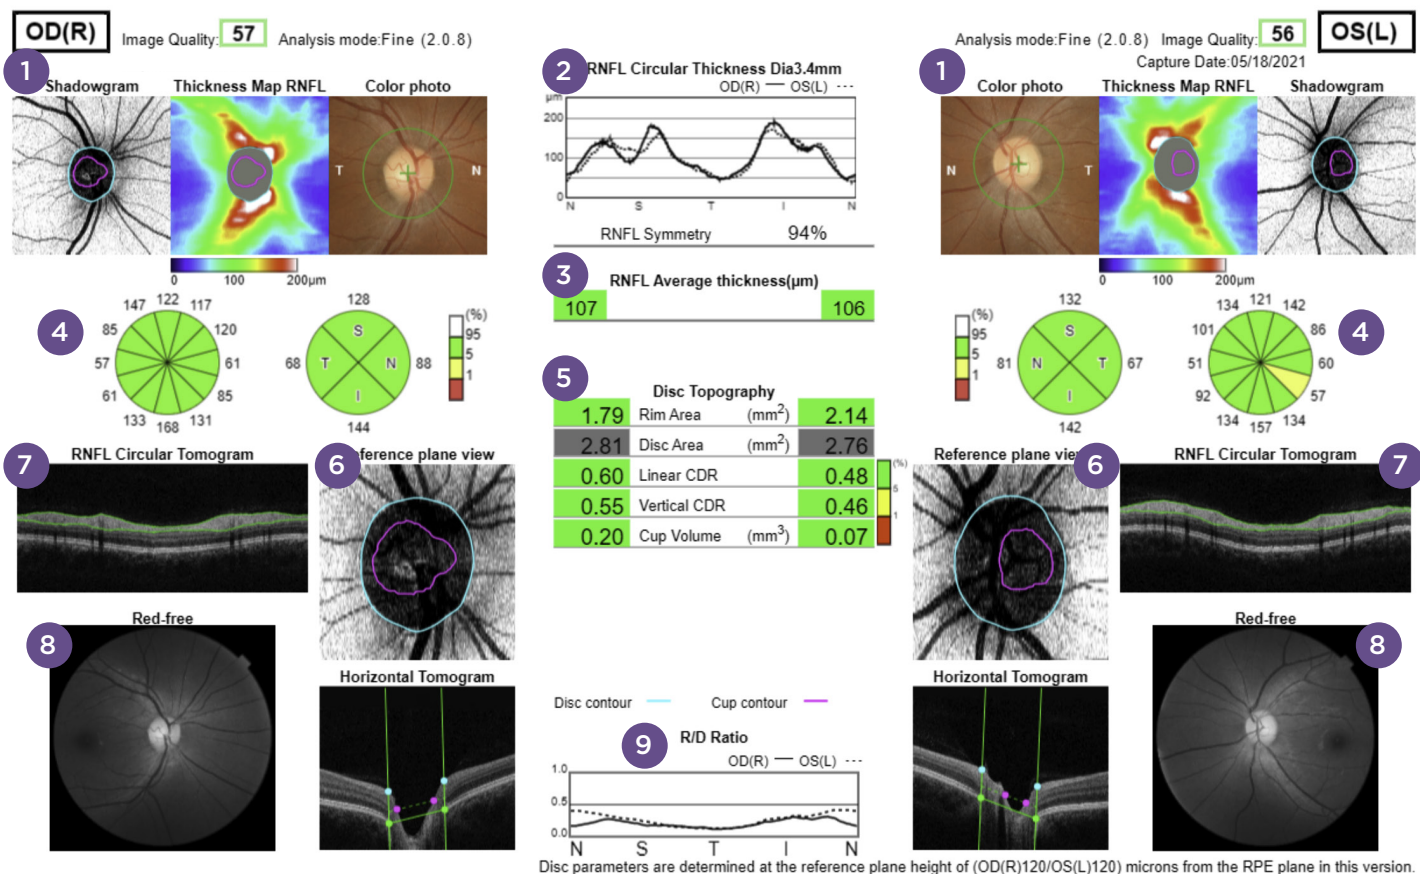 OD(R) Image Quality: 57 Analysis mode:Fine (2.0.8)
Analysis mode:Fine (2.0.8) Image Quality: 56 OS(L)
Capture Date:05/18/2021
1
Shadowgram Thickness Map RNFL Color photo
T N
0 100 200µm
2
RNFL Circular Thickness Dia3.4mm
OD(R) OS(L)
µm
200
100
0
N S T I N
RNFL Symmetry 94%
3
RNFL Average thickness(µm)
107 106
1
Color photo Thickness Map RNFL Shadowgram
N T
0 100 200µm
4
147 122 117
85 120
57 61
61 85
133 168 131
128
S
68 T N 88
I
144
(%)
95
5
1
5
Disc Topography
1.79 Rim Area (mm2) 2.14
2.81 Disc Area (mm2) 2.76
0.60 Linear CDR 0.48
0.55 Vertical CDR 0.46
0.20 Cup Volume (mm3) 0.07
(%)
5
1
(%)
95
5
1
132
S
81 N T 67
I
142
134 121 142
101 86
51 60
92 57
134 157 134
4
7
RNFL Circular Tomogram
6
eference plane view
8
Red-free
Horizontal Tomogram
Disc contour Cup contour
9
R/D Ratio
OD(R) OS(L)
1.0
0.5
0.0
N S T I N
Reference plane view
6
RNFL Circular Tomogram
7
Red-free
8
Horizontal Tomogram
Disc parameters are determined at the reference plane height of (OD(R)120/OS(L)120) microns from the RPE plane in this version.